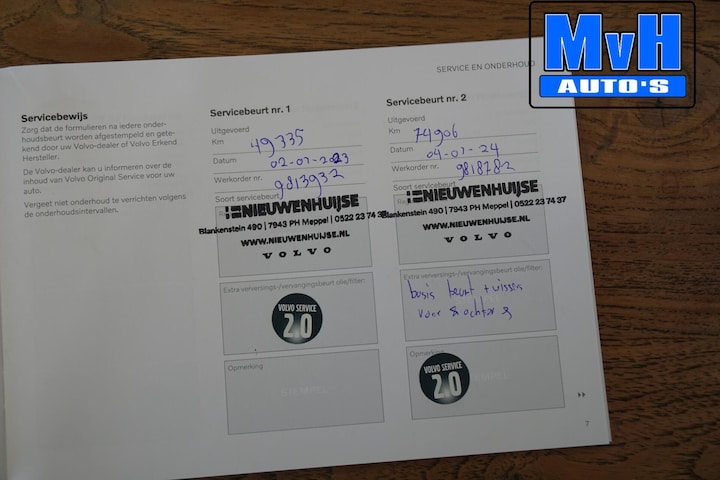 MvH
AUTO'S
SERVICE EN ONDERHOUD
Servicebewijs
Zorg dat de formulieren na iedere onder-
houdsbeurt worden afgestempeld en gete-
kend door uw Volvo-dealer of Volvo Erkend
Hersteller.
De Volvo-dealer kan u informeren over de
inhoud van Volvo Original Service voor uw
auto.
Vergeet niet onderhoud te verrichten volgens
de onderhoudsintervallen.
Servicebeurt nr. 1
Uitgevoerd
Km 49335
Datum 02-01-2023
Werkorder nr. 9813932
Soort servicebeurt
NIEUWENHUIJSE
Blankenstein 490 | 7943 PH Meppel | 0522 23 74 37
WWW.NIEUWENHUIJSE.NL
VOLVO
Extra verversings-/vervangingsbeurt olie/filter:
VOLVO SERVICE
2.0
Opmerking
Servicebeurt nr. 2
Uitgevoerd
Km 74906
Datum 04-01-24
Werkorder nr. 9818782
Soort servicebeurt
NIEUWENHUIJSE
Blankenstein 490 | 7943 PH Meppel | 0522 23 74 37
WWW.NIEUWENHUIJSE.NL
VOLVO
Extra verversings-/vervangingsbeurt olie/filter:
basis beurt + wissers
voor & achter
Opmerking
VOLVO SERVICE
2.0
7